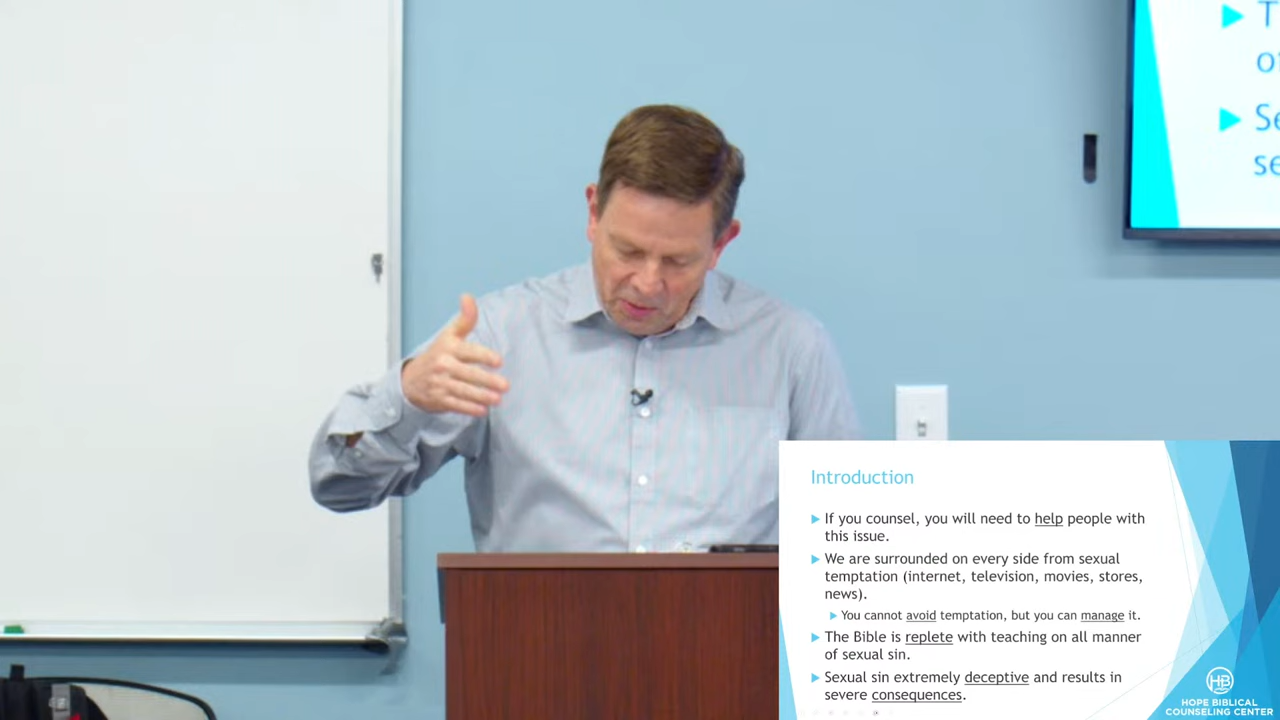 Introduction
If you counsel, you will need to help people with
this issue.
We are surrounded on every side from sexual
temptation (internet, television, movies, stores,
news).
You cannot avoid temptation, but you can manage it.
The Bible is replete with teaching on all manner
of sexual sin.
Sexual sin extremely deceptive and results in
severe consequences.
HB
HOPE BIBLICAL
COUNSELING CENTER